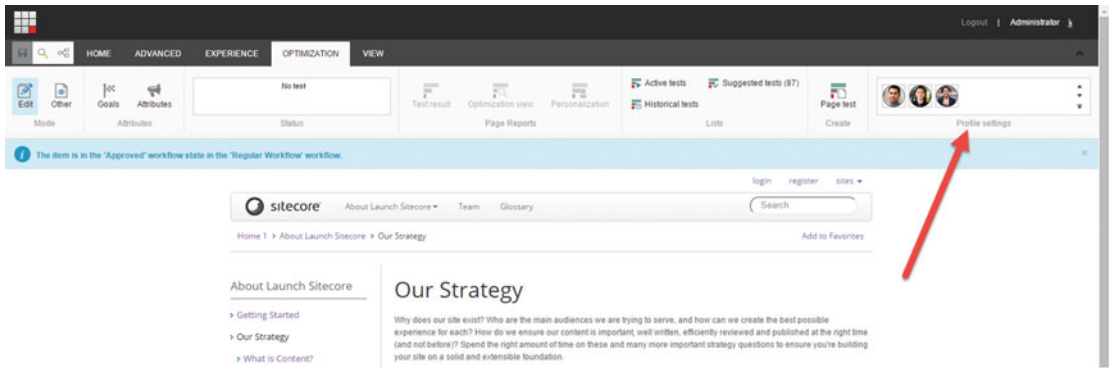 Logout | Administrator
HOME ADVANCED EXPERIENCE OPTIMIZATION VIEW
Edit Other Goals Attributes No test Test result Optimization view Personalization Active tests Suggested tests (87) Historical tests Page test
Mode Attributes Status Page Reports Lists Create Profile settings
The item is in the 'Approved' workflow state in the 'Regular Workflow' workflow.
login register sites
sitecore About Launch Sitecore Team Glossary Search
Home 1 About Launch Sitecore Our Strategy Add to Favorites
About Launch Sitecore
Getting Started
Our Strategy
What is Content?
Our Strategy
Why does our site exist? Who are the main audiences we are trying to serve, and how can we create the best possible
experience for each? How do we ensure our content is important, well written, efficiently reviewed and published at the right time
(and not before)? Spend the right amount of time on these and many more important strategy questions to ensure you're building
your site on a solid and extensible foundation.